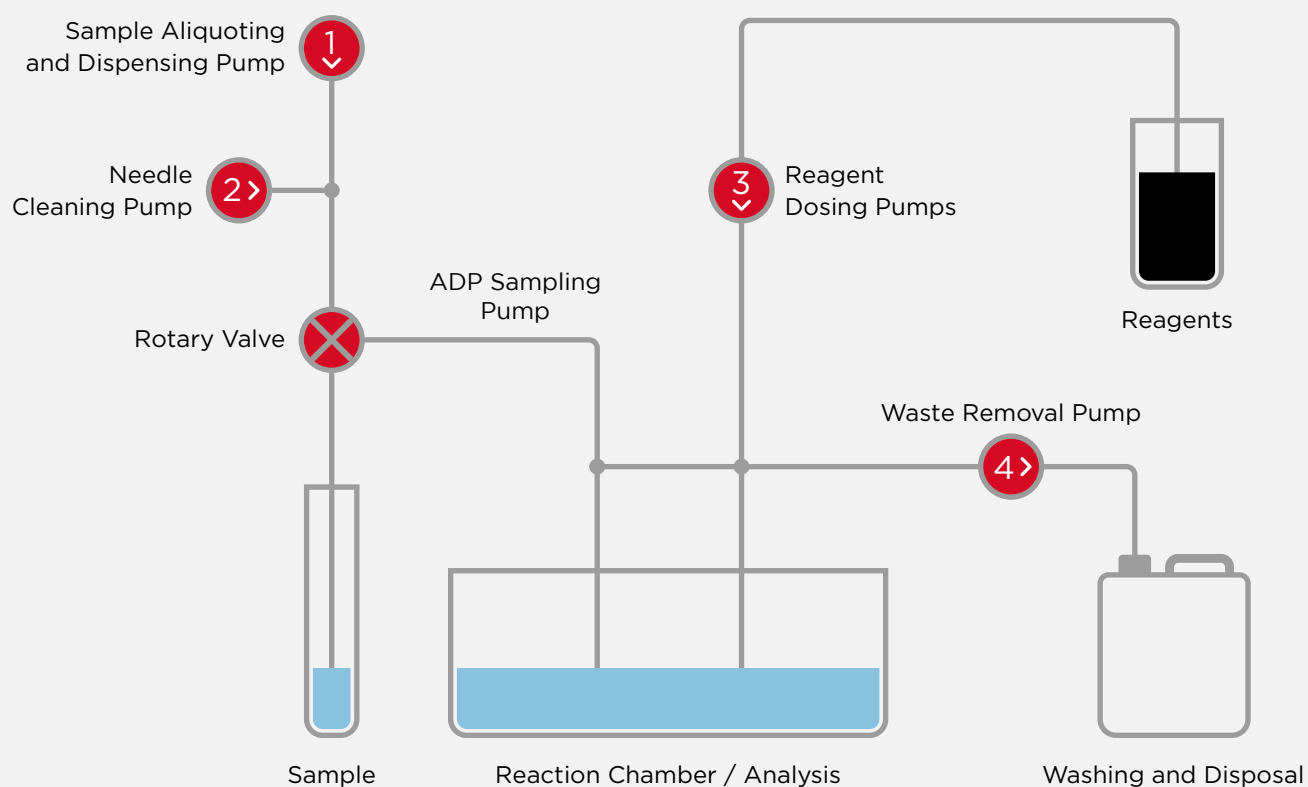 Sample Aliquoting
and Dispensing Pump
1
Needle
Cleaning Pump
2
3
Reagent
Dosing Pumps
ADP Sampling
Pump
Rotary Valve
Reagents
Waste Removal Pump
4
Sample
Reaction Chamber / Analysis
Washing and Disposal